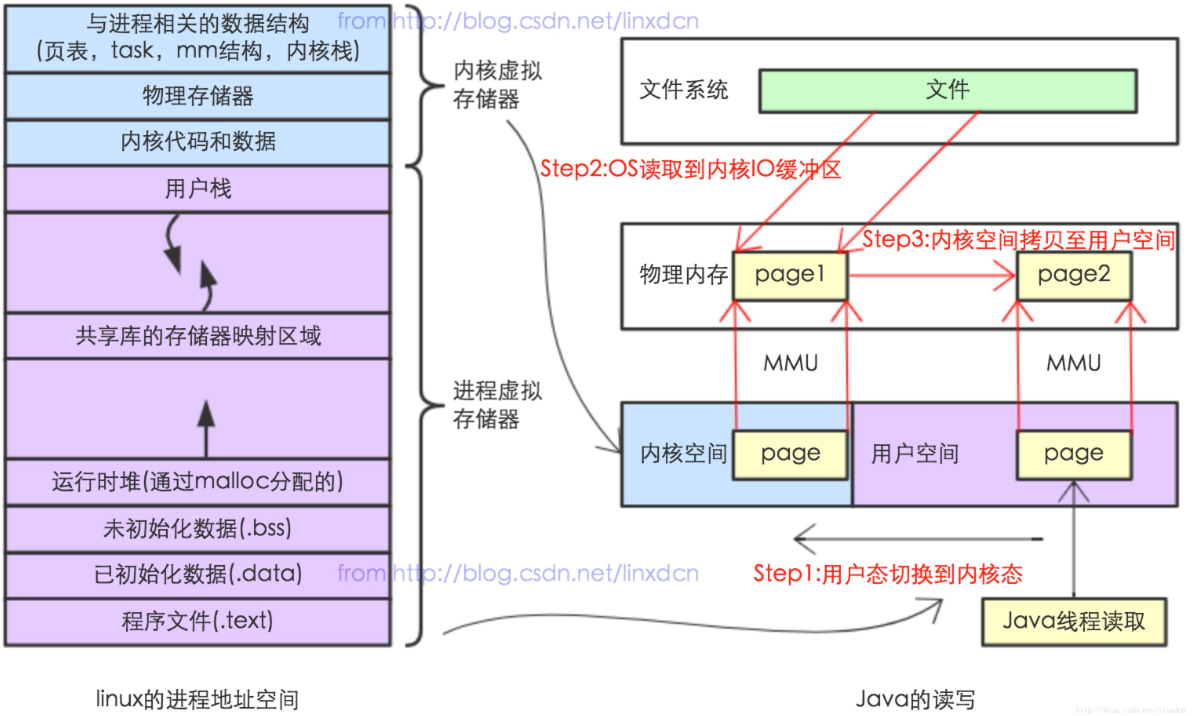 与进程相关的数据结构
(页表，task，mm结构，内核栈)
物理存储器
内核代码和数据
用户栈
共享库的存储器映射区域
运行时堆(通过malloc分配的)
未初始化数据(.bss)
已初始化数据(.data)
程序文件(.text)
linux的进程地址空间
from http://blog.csdn.net/linxdcn
内核虚拟
存储器
进程虚拟
存储器
from http://blog.csdn.net/linxdcn
文件系统
文件
Step2:OS读取到内核IO缓冲区
Step3:内核空间拷贝至用户空间
物理内存
page1
page2
MMU
MMU
内核空间
page
用户空间
page
Step1:用户态切换到内核态
Java线程读取
Java的读写
http://blog.csdn.net/linxdcn